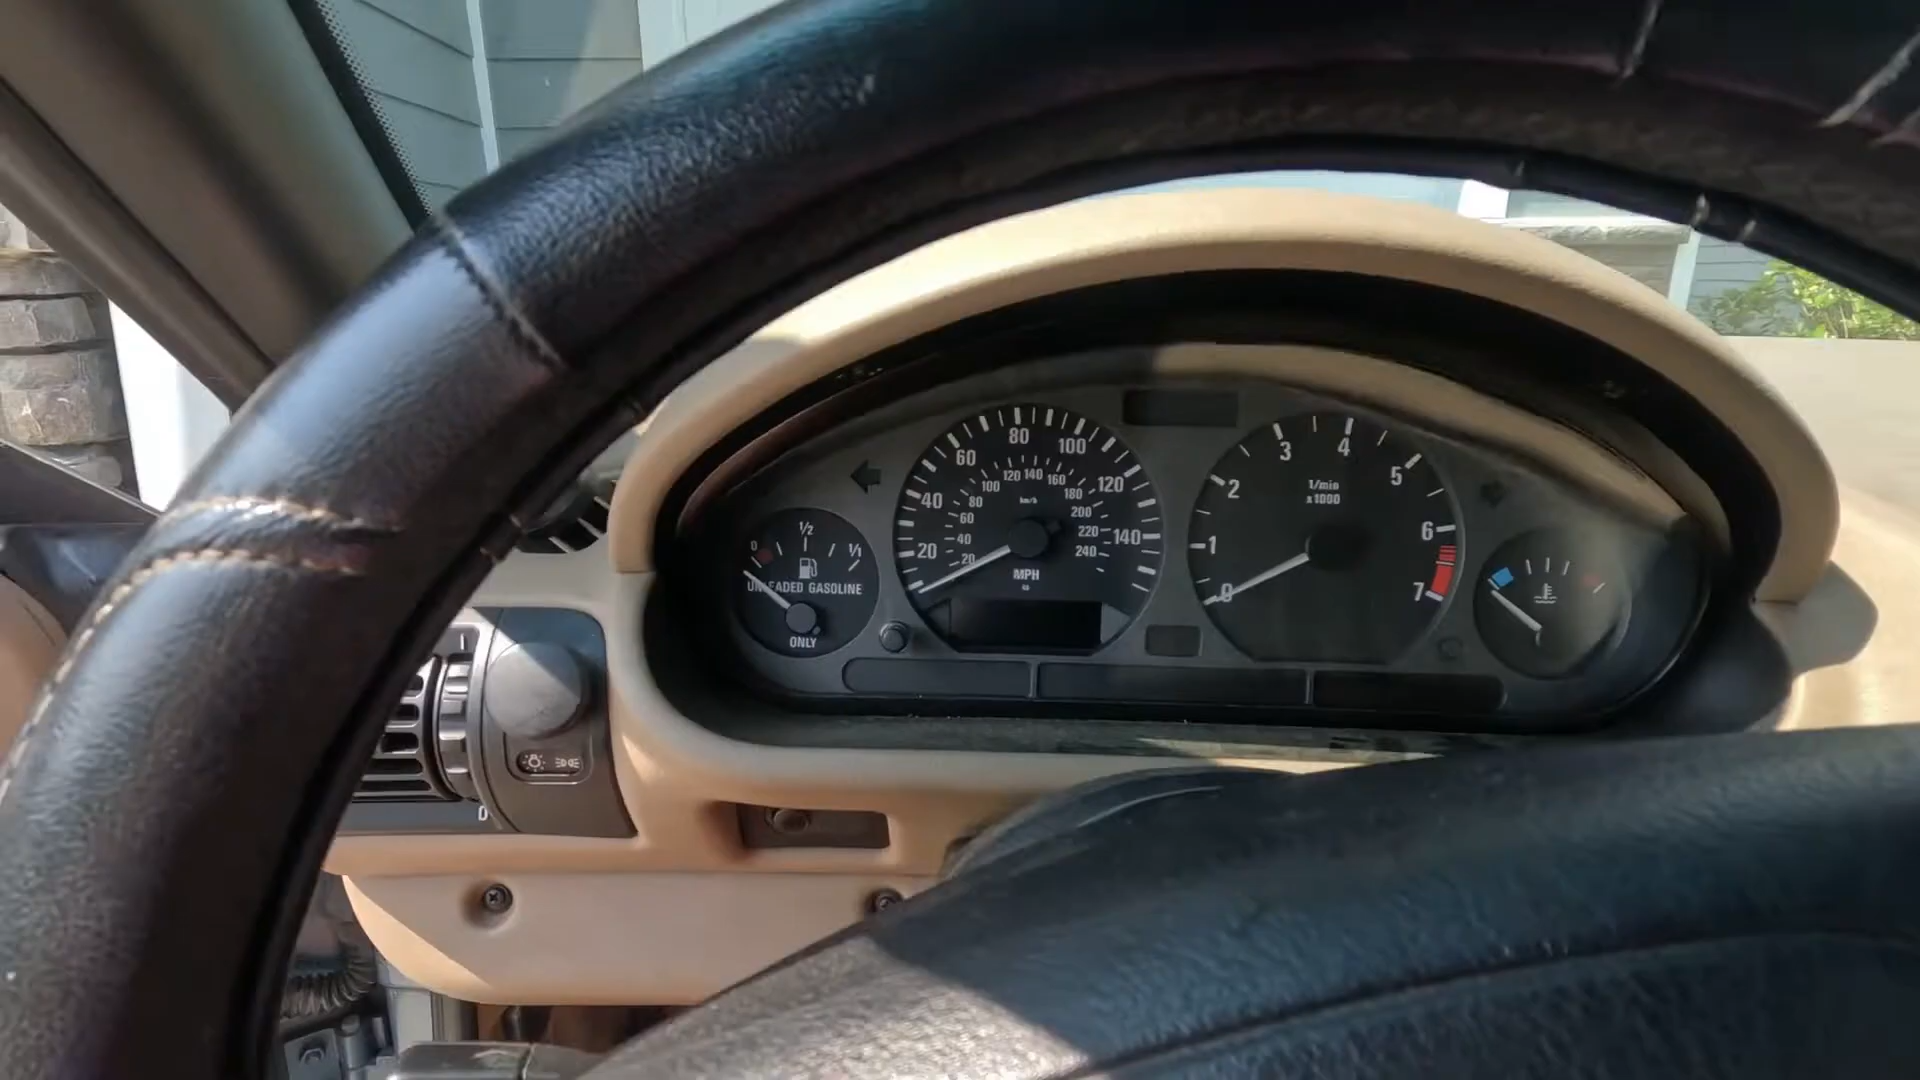 0 1/2 1/1
UNLEADED GASOLINE
ONLY
20 40 60 80 100 120 140
20 40 60 80 100 120 140 160 180 200 220 240
km/h
MPH
0 1 2 3 4 5 6 7
1/min
x1000
0